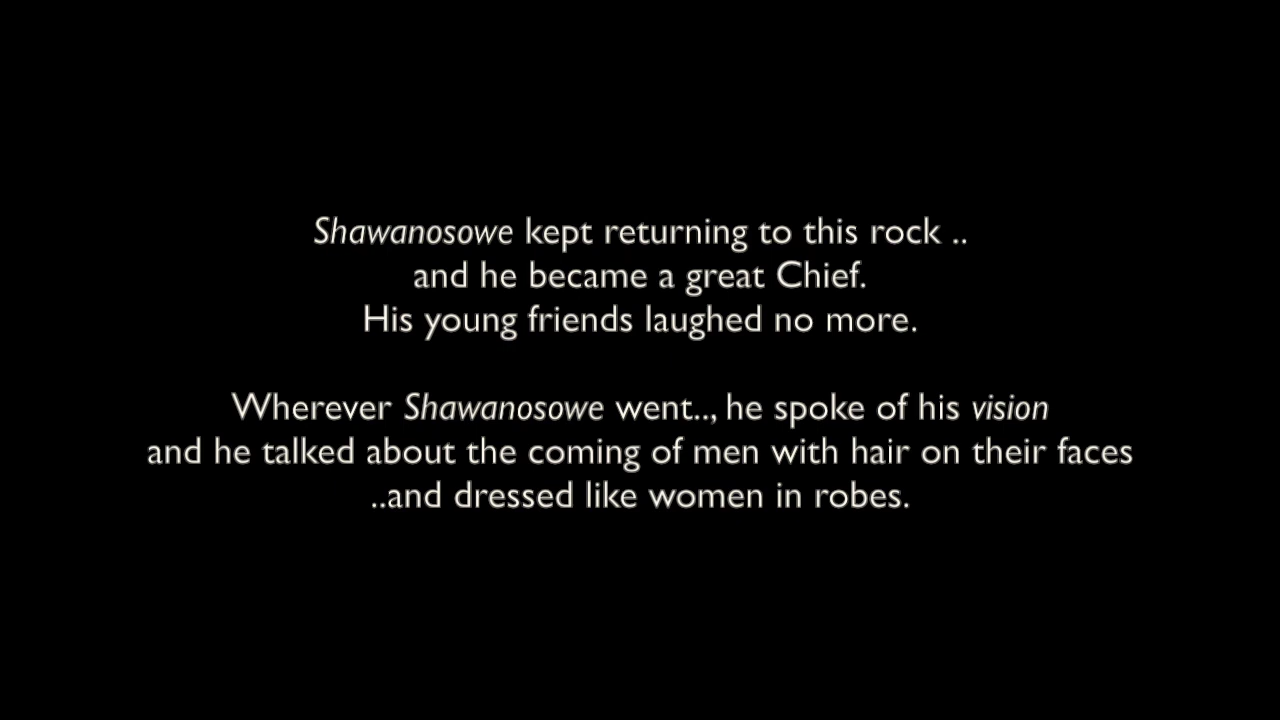 Shawanosowe kept returning to this rock ..
and he became a great Chief.
His young friends laughed no more.
Wherever Shawanosowe went.., he spoke of his vision
and he talked about the coming of men with hair on their faces
..and dressed like women in robes.